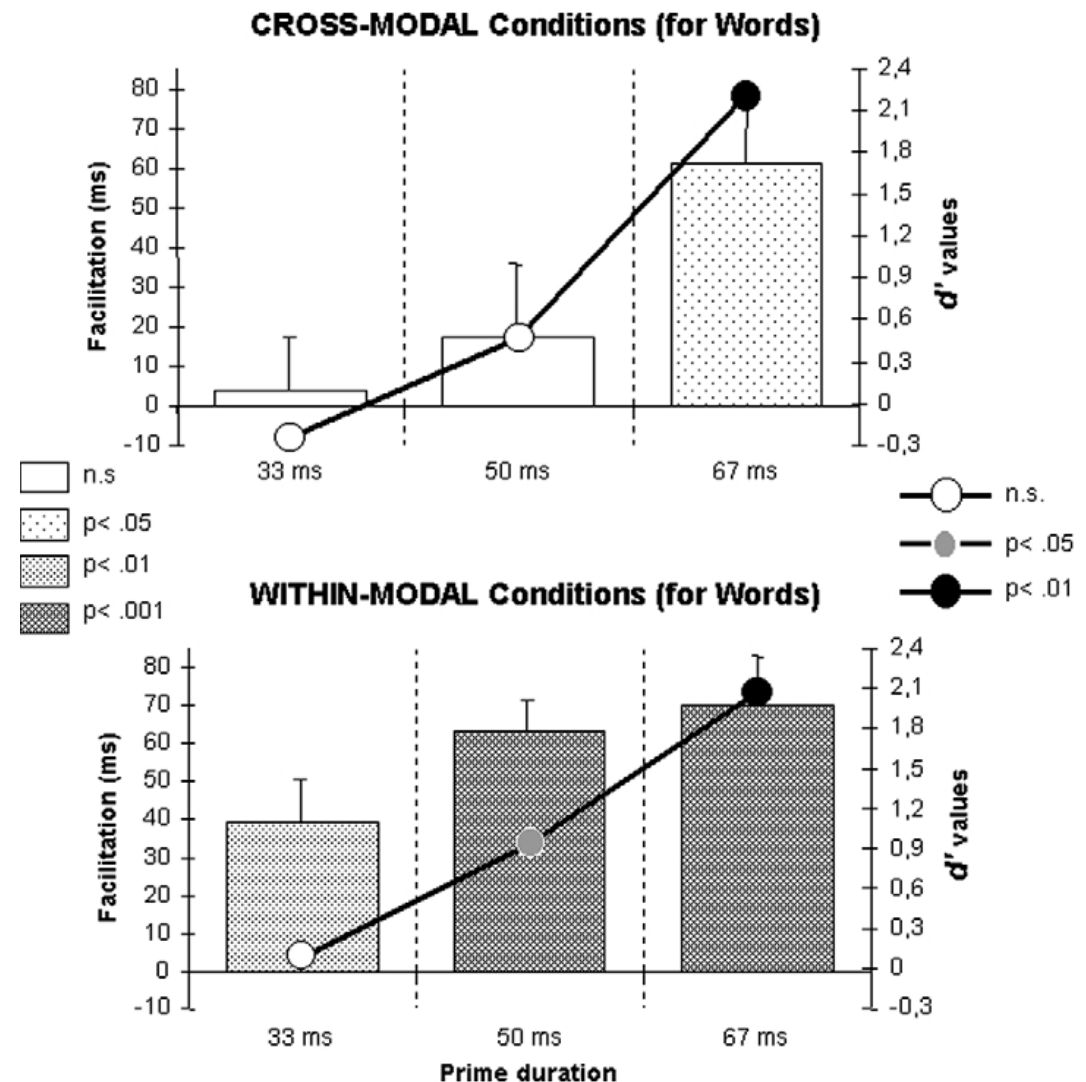 CROSS-MODAL Conditions (for Words)
Facilitation (ms)
80
70
60
50
40
30
20
10
0
-10
2,4
2,1
1,8
1,5
1,2
0,9
0,6
0,3
0
-0,3
d' values
33 ms
50 ms
67 ms
n.s
p< .05
p< .01
p< .001
n.s.
p< .05
p< .01
WITHIN-MODAL Conditions (for Words)
Facilitation (ms)
80
70
60
50
40
30
20
10
0
-10
2,4
2,1
1,8
1,5
1,2
0,9
0,6
0,3
0
-0,3
d' values
33 ms
50 ms
67 ms
Prime duration